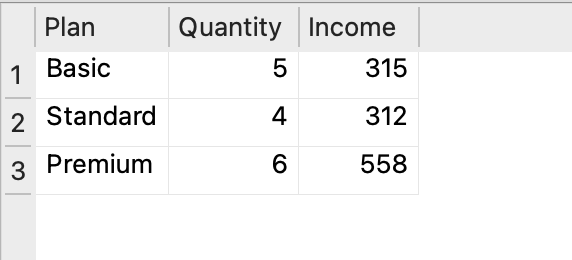 Plan Quantity Income
1 Basic 5 315
2 Standard 4 312
3 Premium 6 558